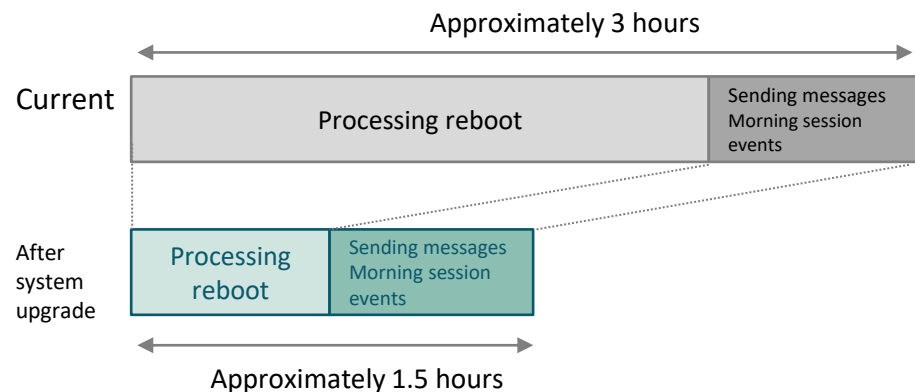 Approximately 3 hours
Current
Processing reboot
Sending messages
Morning session
events
After
system
upgrade
Processing
reboot
Sending messages
Morning session
events
Approximately 1.5 hours